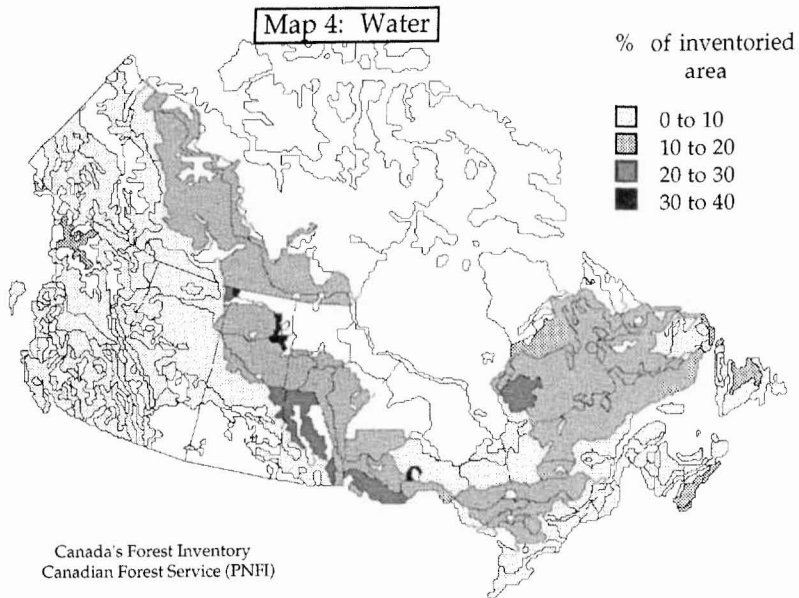 Map 4: Water
% of inventoried
area
0 to 10
10 to 20
20 to 30
30 to 40
Canada's Forest Inventory
Canadian Forest Service (PNFI)